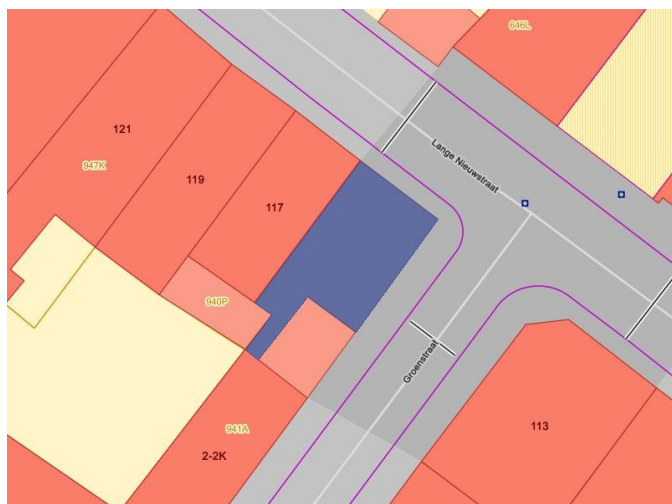 646L
121
Lange Nieuwstraat
947K
119
117
940P
Groenstraat
113
941A
2-2K